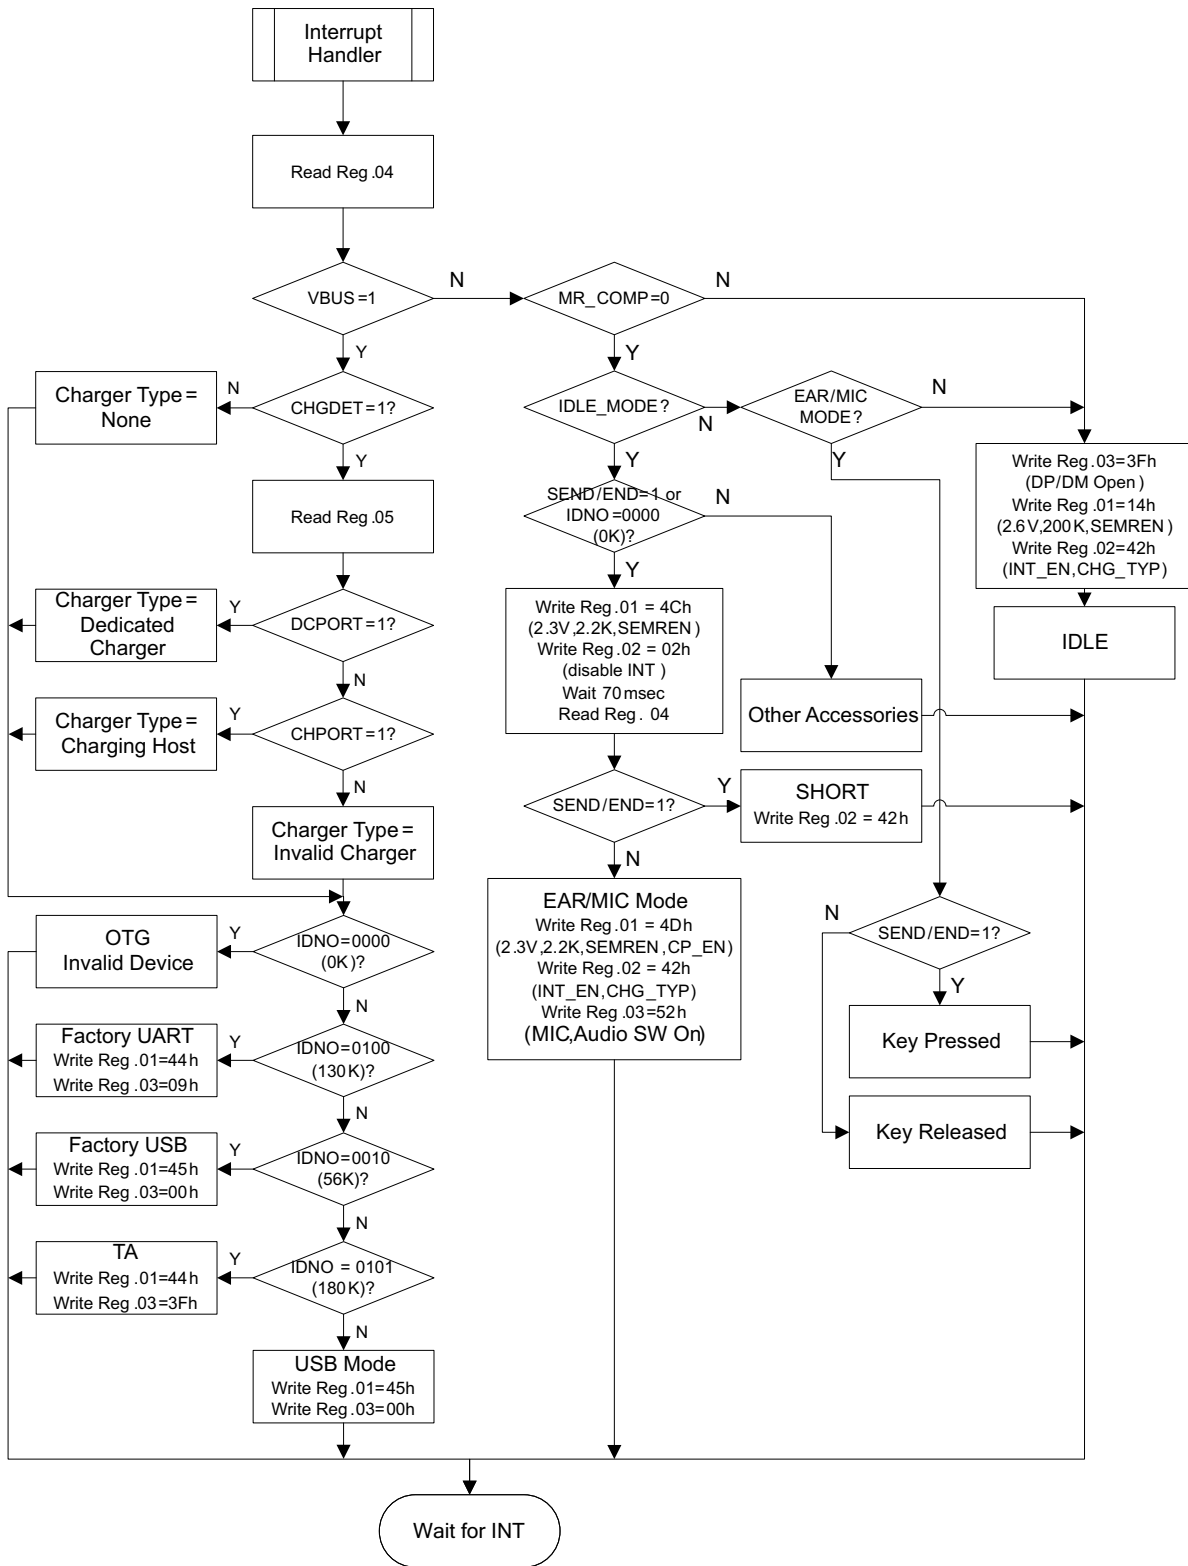 Interrupt
Handler
Read Reg .04
VBUS =1
N
MR_COMP=0
N
Y
Y
Charger Type =
None
N
CHGDET = 1?
IDLE_MODE?
N
EAR/MIC
MODE ?
N
Y
Y
Y
Read Reg .05
SEND/END=1 or
IDNO =0000
(0K)?
N
Write Reg .03=3Fh
(DP/DM Open )
Write Reg .01=14h
(2.6V,200K,SEMREN)
Write Reg .02=42h
(INT_EN,CHG_TYP)
Y
Charger Type =
Dedicated
Charger
Y
DCPORT = 1?
Write Reg .01 = 4Ch
(2.3V,2.2K,SEMREN)
Write Reg .02 = 02h
(disable INT )
Wait 70msec
Read Reg . 04
IDLE
N
Other Accessories
Charger Type =
Charging Host
Y
CHPORT = 1?
N
SEND/END=1?
Y
SHORT
Write Reg .02 = 42h
Charger Type =
Invalid Charger
N
EAR/MIC Mode
Write Reg .01 = 4Dh
(2.3V,2.2K,SEMREN,CP_EN)
Write Reg .02 = 42h
(INT_EN,CHG_TYP)
Write Reg .03=52h
(MIC,Audio SW On)
N
SEND/END=1?
Y
OTG
Invalid Device
Y
IDNO=0000
(0K)?
N
Key Pressed
Factory UART
Write Reg .01=44h
Write Reg .03=09h
Y
IDNO=0100
(130K)?
N
Key Released
Factory USB
Write Reg .01=45h
Write Reg .03=00h
Y
IDNO=0010
(56K)?
N
TA
Write Reg .01=44h
Write Reg .03=3Fh
Y
IDNO = 0101
(180K)?
N
USB Mode
Write Reg .01=45h
Write Reg .03=00h
Wait for INT